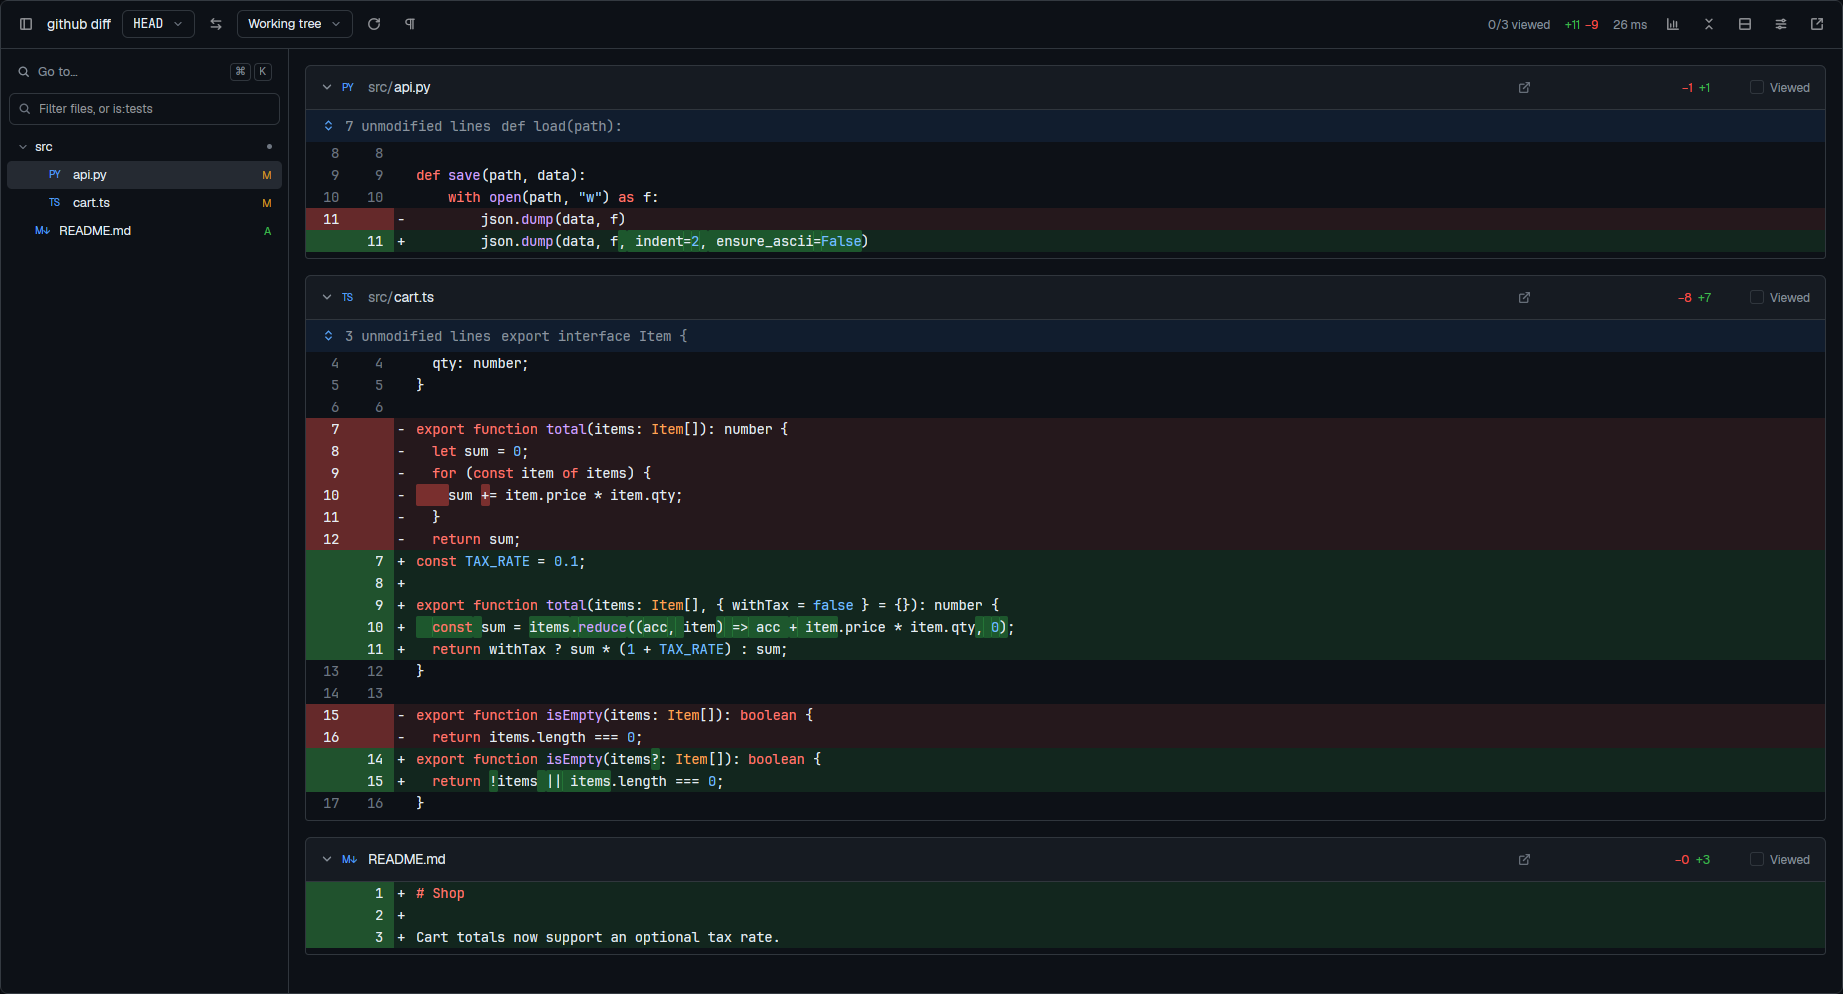 github diff HEAD Working tree 0/3 viewed +11 −9 26 ms
Go to… ⌘ K
Filter files, or is:tests
src
PY api.py M
TS cart.ts M
M↓ README.md A
PY src/api.py −1 +1 Viewed
7 unmodified lines def load(path):
8 8
9 9 def save(path, data):
10 10 with open(path, "w") as f:
11 - json.dump(data, f)
11 + json.dump(data, f, indent=2, ensure_ascii=False)
TS src/cart.ts −8 +7 Viewed
3 unmodified lines export interface Item {
4 4 qty: number;
5 5 }
6 6
7 - export function total(items: Item[]): number {
8 - let sum = 0;
9 - for (const item of items) {
10 - sum += item.price * item.qty;
11 - }
12 - return sum;
7 + const TAX_RATE = 0.1;
8 +
9 + export function total(items: Item[], { withTax = false } = {}): number {
10 + const sum = items.reduce((acc, item) => acc + item.price * item.qty, 0);
11 + return withTax ? sum * (1 + TAX_RATE) : sum;
13 12 }
14 13
15 - export function isEmpty(items: Item[]): boolean {
16 - return items.length === 0;
14 + export function isEmpty(items?: Item[]): boolean {
15 + return !items || items.length === 0;
17 16 }
M↓ README.md −0 +3 Viewed
1 + # Shop
2 +
3 + Cart totals now support an optional tax rate.